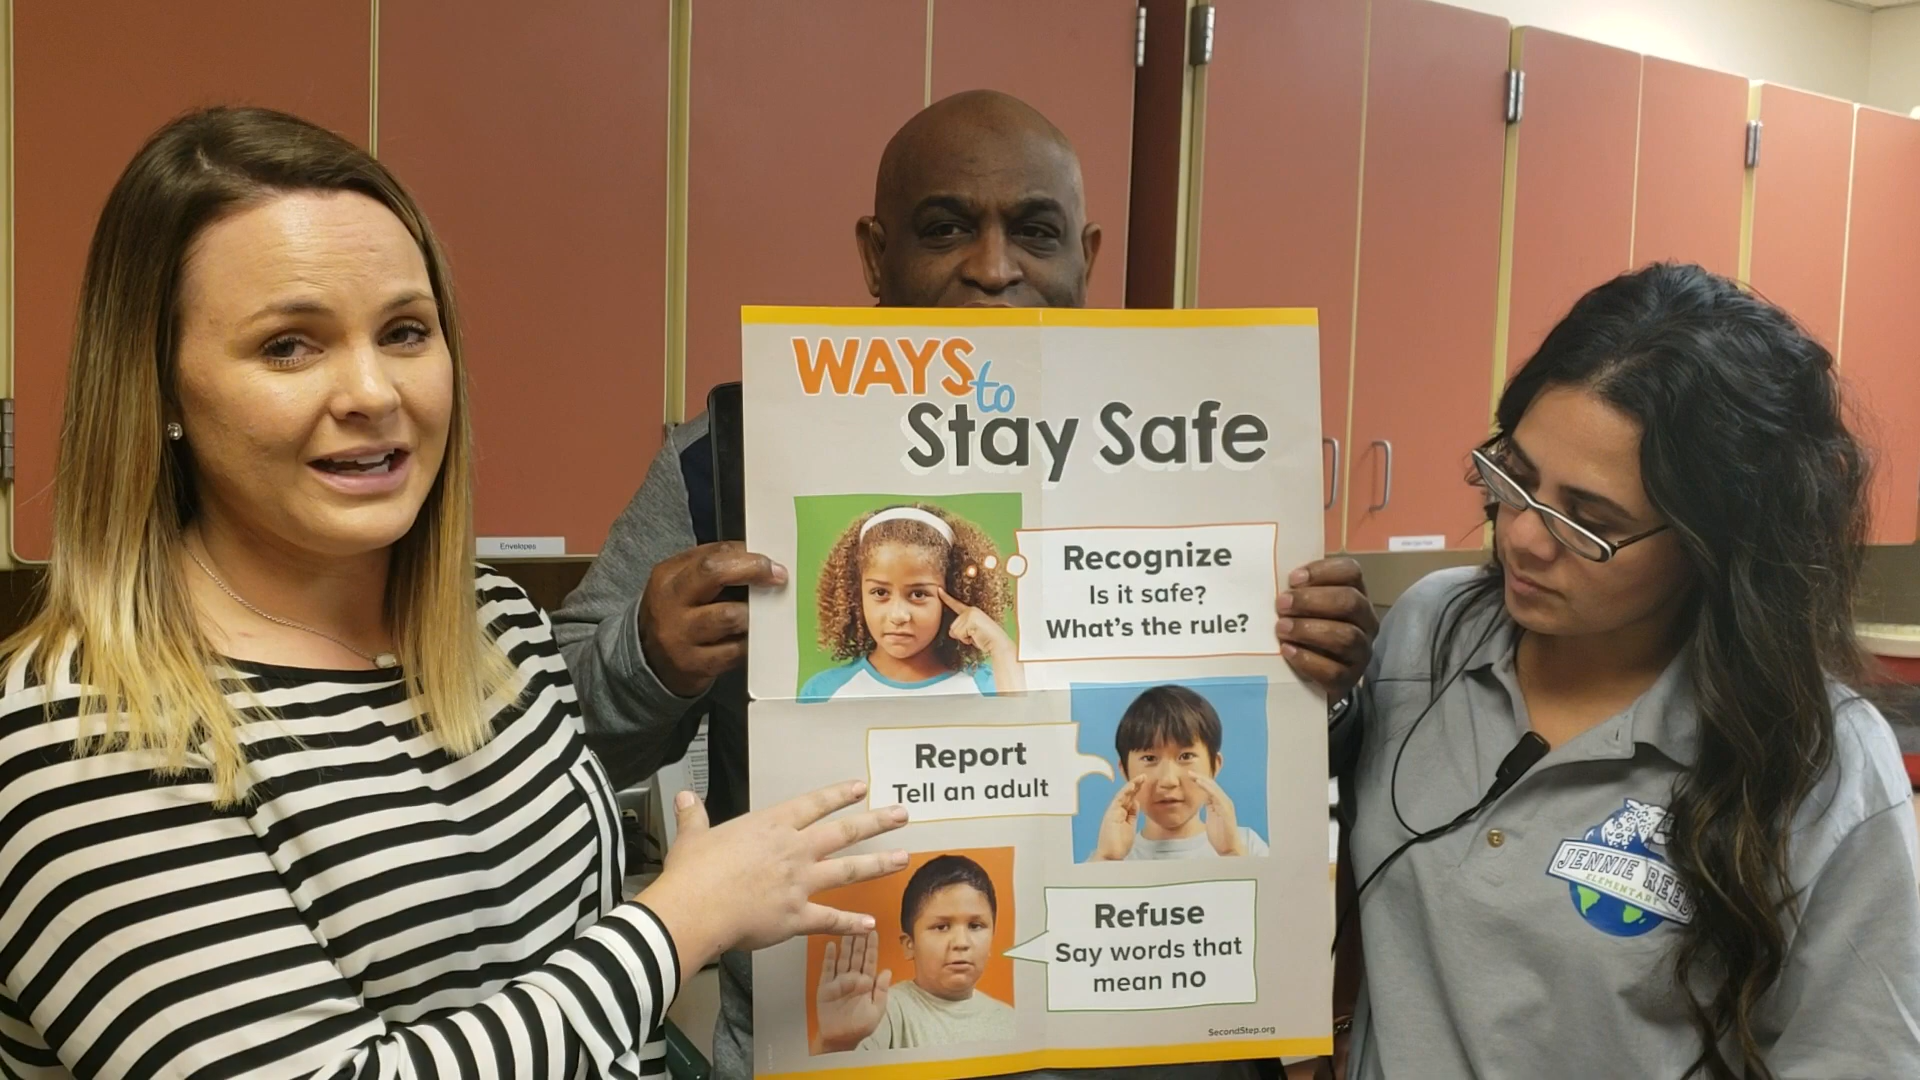 WAYS to
Stay Safe
Recognize
Is it safe?
What's the rule?
Report
Tell an adult
Refuse
Say words that
mean no
SecondStep.org
Envelopes
JENNIE REE
ELEMENTARY